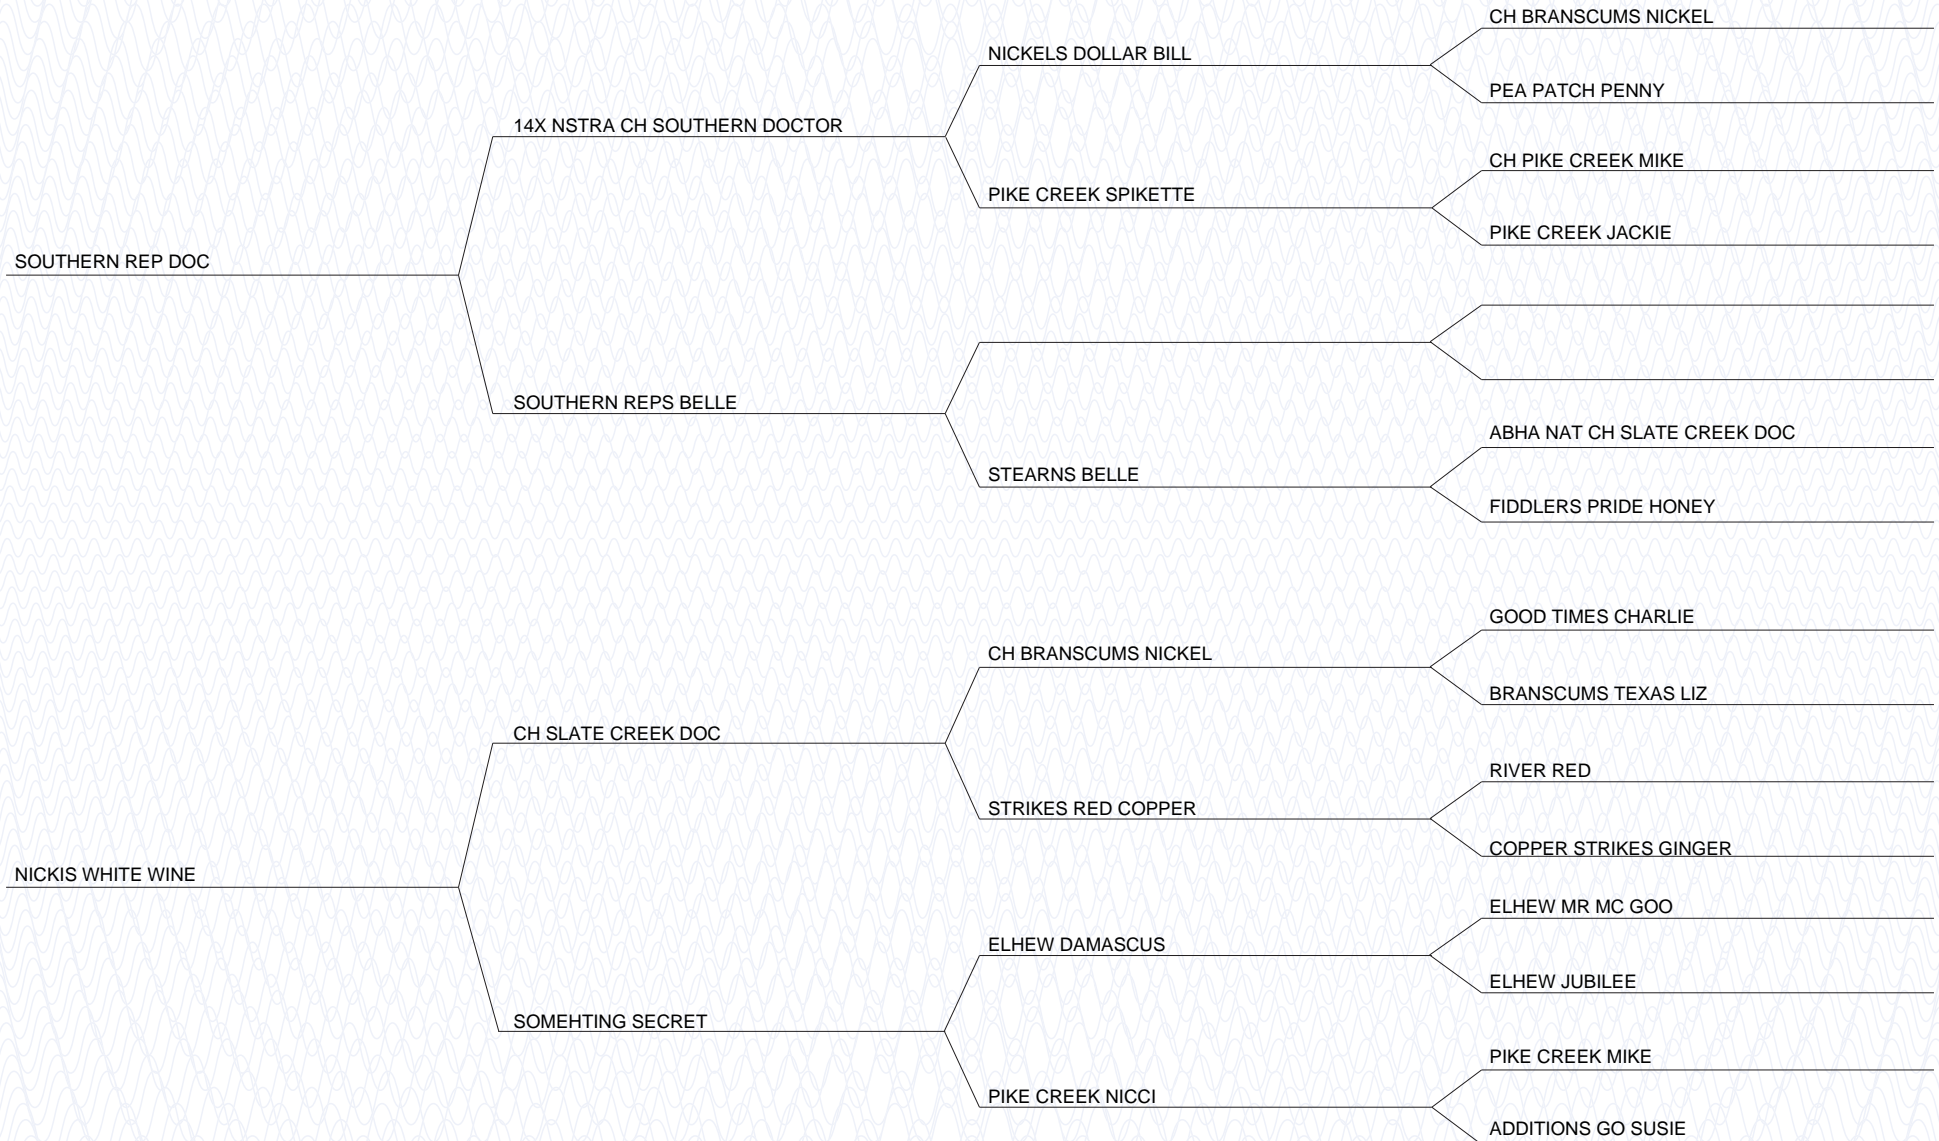 CH BRANSCUMS NICKEL
NICKELS DOLLAR BILL
PEA PATCH PENNY
14X NSTRA CH SOUTHERN DOCTOR
CH PIKE CREEK MIKE
PIKE CREEK SPIKETTE
PIKE CREEK JACKIE
SOUTHERN REP DOC
SOUTHERN REPS BELLE
ABHA NAT CH SLATE CREEK DOC
STEARNS BELLE
FIDDLERS PRIDE HONEY
GOOD TIMES CHARLIE
CH BRANSCUMS NICKEL
BRANSCUMS TEXAS LIZ
CH SLATE CREEK DOC
RIVER RED
STRIKES RED COPPER
COPPER STRIKES GINGER
NICKIS WHITE WINE
ELHEW MR MC GOO
ELHEW DAMASCUS
ELHEW JUBILEE
SOMEHTING SECRET
PIKE CREEK MIKE
PIKE CREEK NICCI
ADDITIONS GO SUSIE